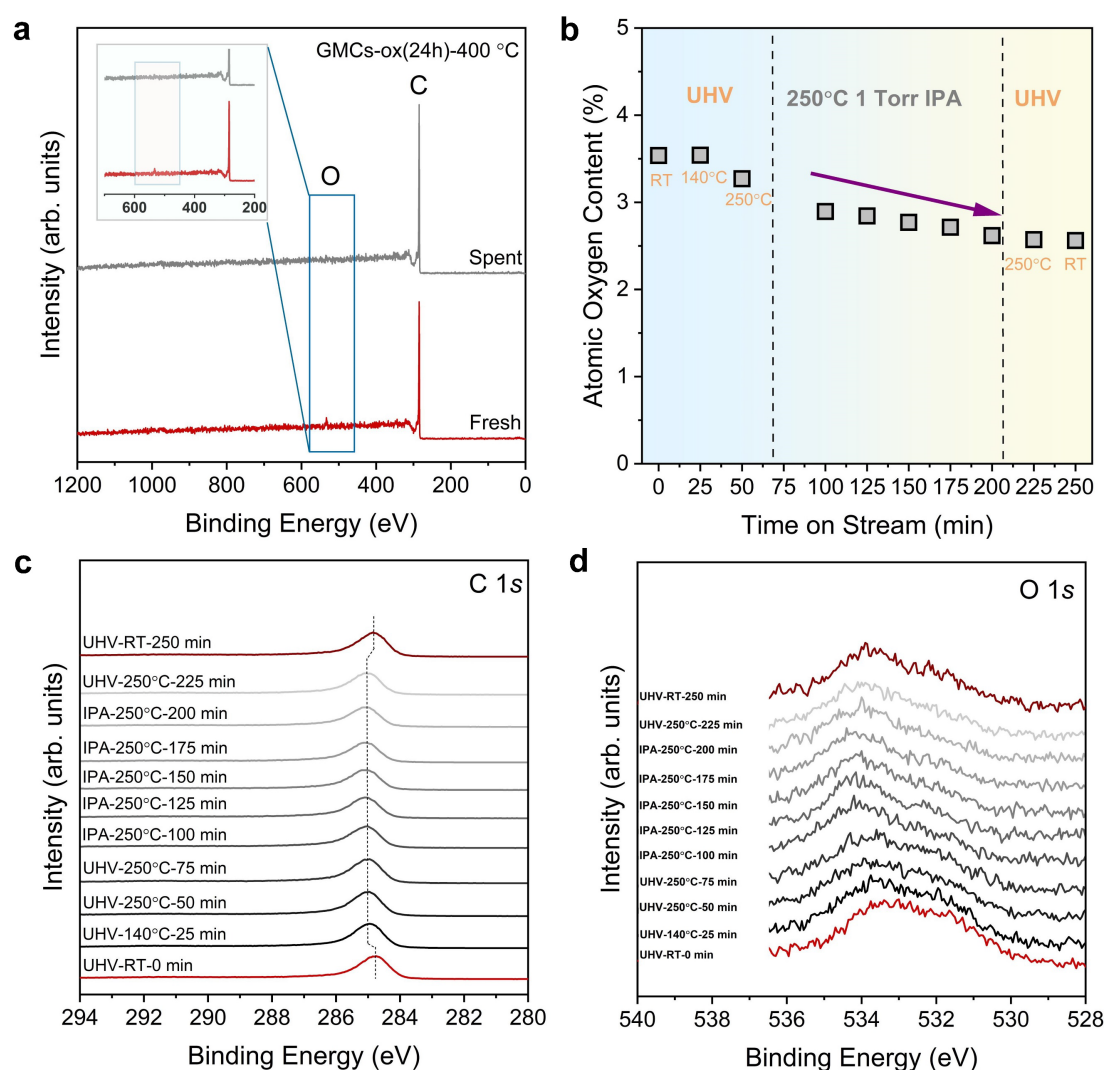 a
GMCs-ox(24h)-400 °C
C
O
Spent
Fresh
600 400 200
Intensity (arb. units)
1200 1000 800 600 400 200 0
Binding Energy (eV)
b
UHV
250°C 1 Torr IPA
UHV
RT
140°C
250°C
250°C
RT
5
4
3
2
1
0
Atomic Oxygen Content (%)
0 25 50 75 100 125 150 175 200 225 250
Time on Stream (min)
c
C 1s
UHV-RT-250 min
UHV-250°C-225 min
IPA-250°C-200 min
IPA-250°C-175 min
IPA-250°C-150 min
IPA-250°C-125 min
IPA-250°C-100 min
UHV-250°C-75 min
UHV-250°C-50 min
UHV-140°C-25 min
UHV-RT-0 min
Intensity (arb. units)
294 292 290 288 286 284 282 280
Binding Energy (eV)
d
O 1s
UHV-RT-250 min
UHV-250°C-225 min
IPA-250°C-200 min
IPA-250°C-175 min
IPA-250°C-150 min
IPA-250°C-125 min
IPA-250°C-100 min
UHV-250°C-75 min
UHV-250°C-50 min
UHV-140°C-25 min
UHV-RT-0 min
Intensity (arb. units)
540 538 536 534 532 530 528
Binding Energy (eV)